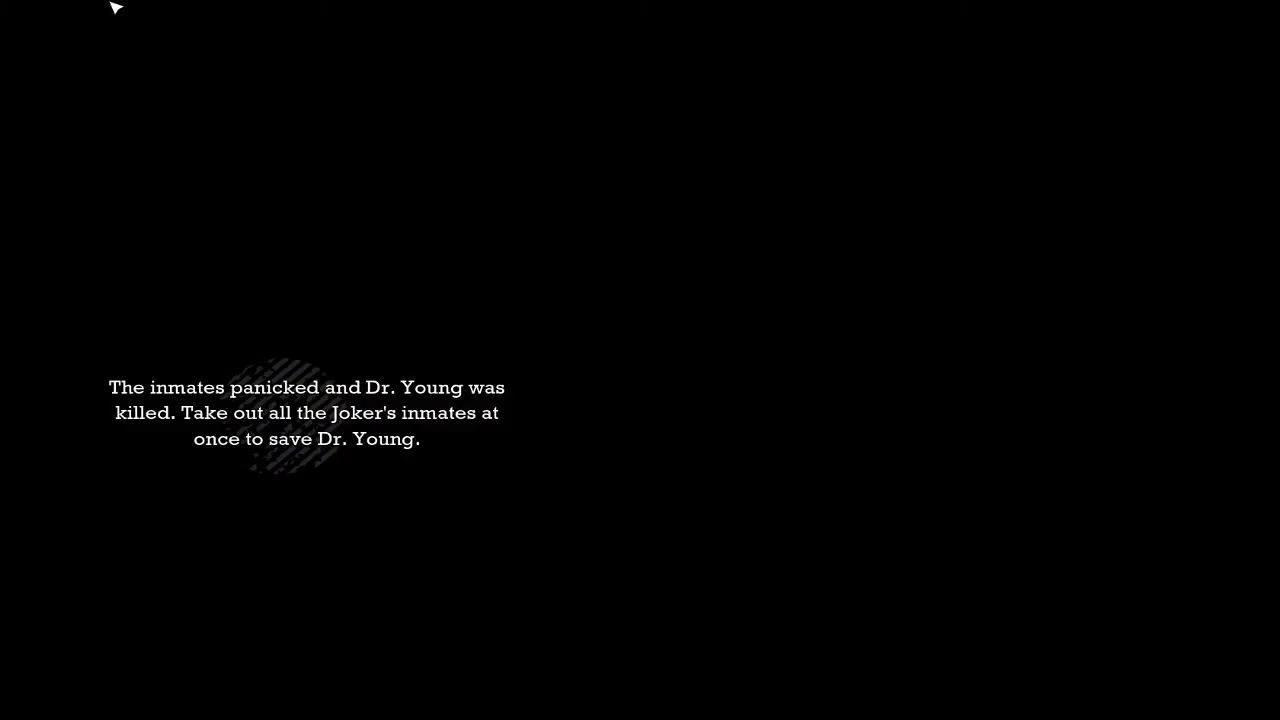 The inmates panicked and Dr. Young was
killed. Take out all the Joker's inmates at
once to save Dr. Young.